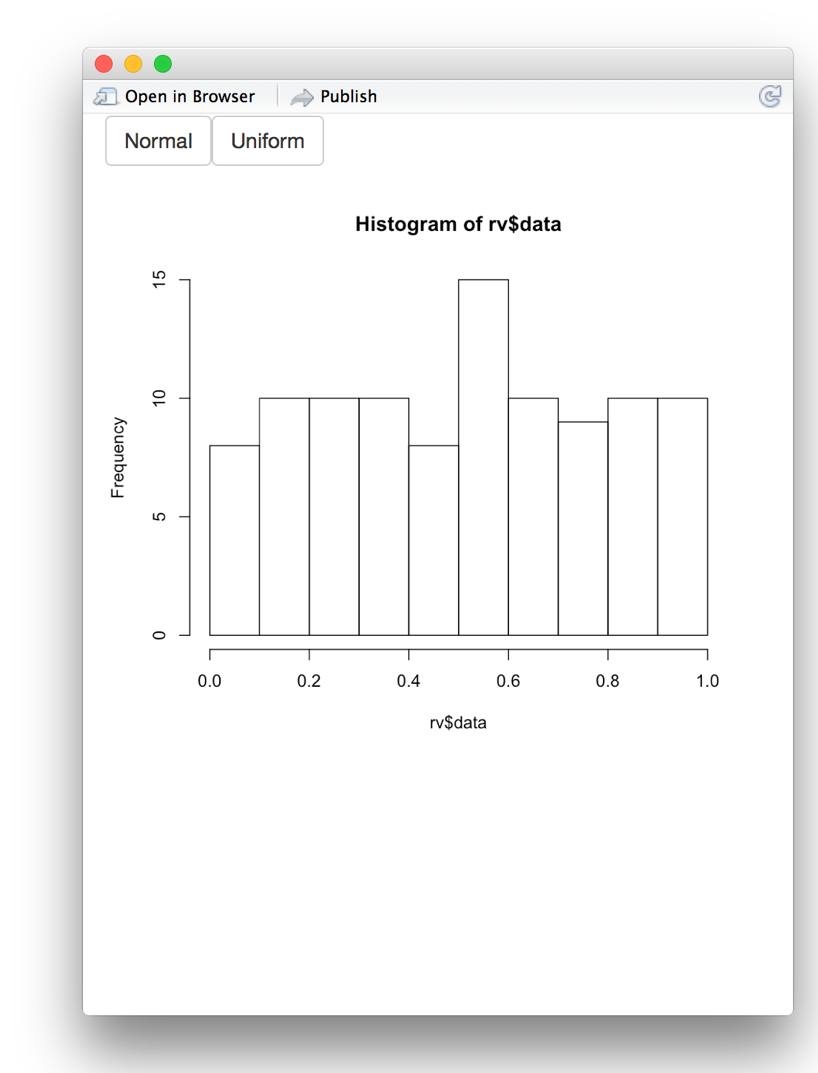 Open in Browser Publish
Normal Uniform
Histogram of rv$data
15
10
5
0
Frequency
0.0 0.2 0.4 0.6 0.8 1.0
rv$data